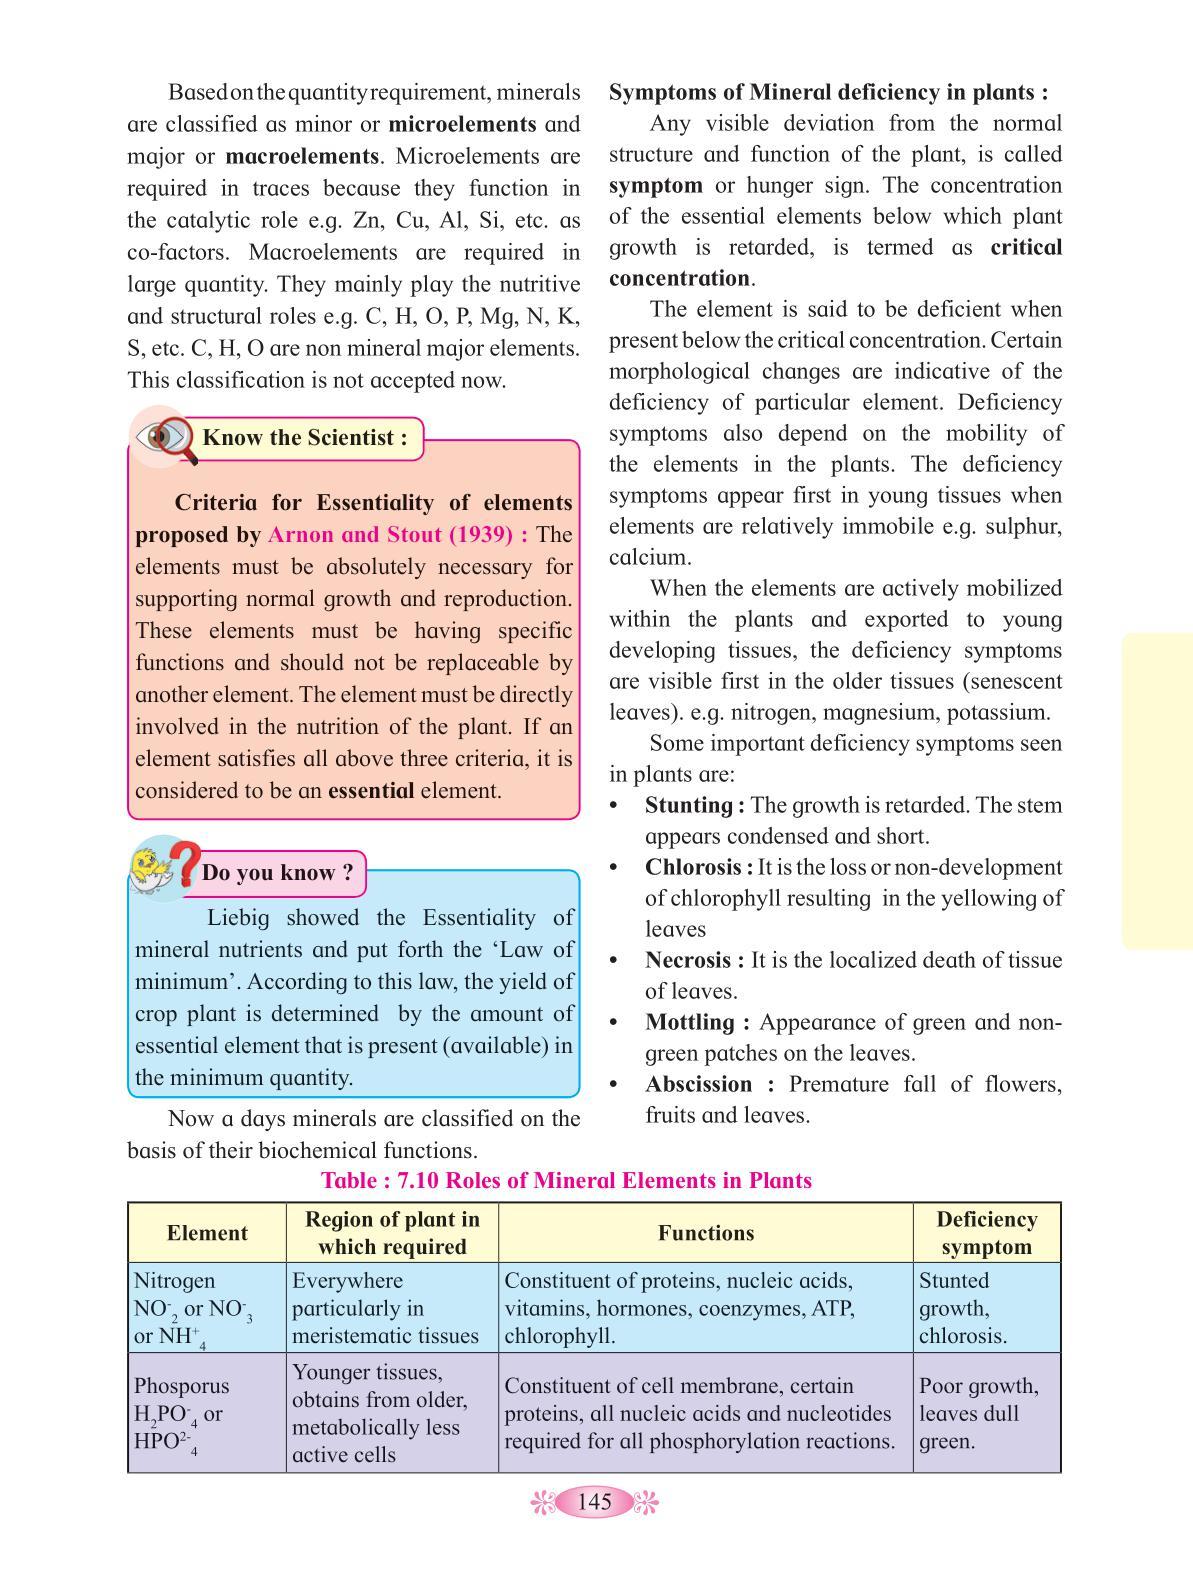 Based on the quantity requirement, minerals
are classified as minor or microelements and
major or macroelements. Microelements are
required in traces because they function in
the catalytic role e.g. Zn, Cu, Al, Si, etc. as
co-factors. Macroelements are required in
large quantity. They mainly play the nutritive
and structural roles e.g. C, H, O, P, Mg, N, K,
S, etc. C, H, O are non mineral major elements.
This classification is not accepted now.
Know the Scientist :
Criteria for Essentiality of elements
proposed by Arnon and Stout (1939) : The
elements must be absolutely necessary for
supporting normal growth and reproduction.
These elements must be having specific
functions and should not be replaceable by
another element. The element must be directly
involved in the nutrition of the plant. If an
element satisfies all above three criteria, it is
considered to be an essential element.
Do you know ?
Liebig showed the Essentiality of
mineral nutrients and put forth the ‘Law of
minimum’. According to this law, the yield of
crop plant is determined by the amount of
essential element that is present (available) in
the minimum quantity.
Now a days minerals are classified on the
basis of their biochemical functions.
Symptoms of Mineral deficiency in plants :
Any visible deviation from the normal
structure and function of the plant, is called
symptom or hunger sign. The concentration
of the essential elements below which plant
growth is retarded, is termed as critical
concentration.
The element is said to be deficient when
present below the critical concentration. Certain
morphological changes are indicative of the
deficiency of particular element. Deficiency
symptoms also depend on the mobility of
the elements in the plants. The deficiency
symptoms appear first in young tissues when
elements are relatively immobile e.g. sulphur,
calcium.
When the elements are actively mobilized
within the plants and exported to young
developing tissues, the deficiency symptoms
are visible first in the older tissues (senescent
leaves). e.g. nitrogen, magnesium, potassium.
Some important deficiency symptoms seen
in plants are:
• Stunting : The growth is retarded. The stem
appears condensed and short.
• Chlorosis : It is the loss or non-development
of chlorophyll resulting in the yellowing of
leaves
• Necrosis : It is the localized death of tissue
of leaves.
• Mottling : Appearance of green and non-
green patches on the leaves.
• Abscission : Premature fall of flowers,
fruits and leaves.
Table : 7.10 Roles of Mineral Elements in Plants
Element
Region of plant in
which required
Functions
Deficiency
symptom
Nitrogen
NO⁻₂ or NO⁻₃
or NH⁺₄
Everywhere
particularly in
meristematic tissues
Constituent of proteins, nucleic acids,
vitamins, hormones, coenzymes, ATP,
chlorophyll.
Stunted
growth,
chlorosis.
Phosporus
H₂PO⁻₄ or
HPO²⁻₄
Younger tissues,
obtains from older,
metabolically less
active cells
Constituent of cell membrane, certain
proteins, all nucleic acids and nucleotides
required for all phosphorylation reactions.
Poor growth,
leaves dull
green.
145